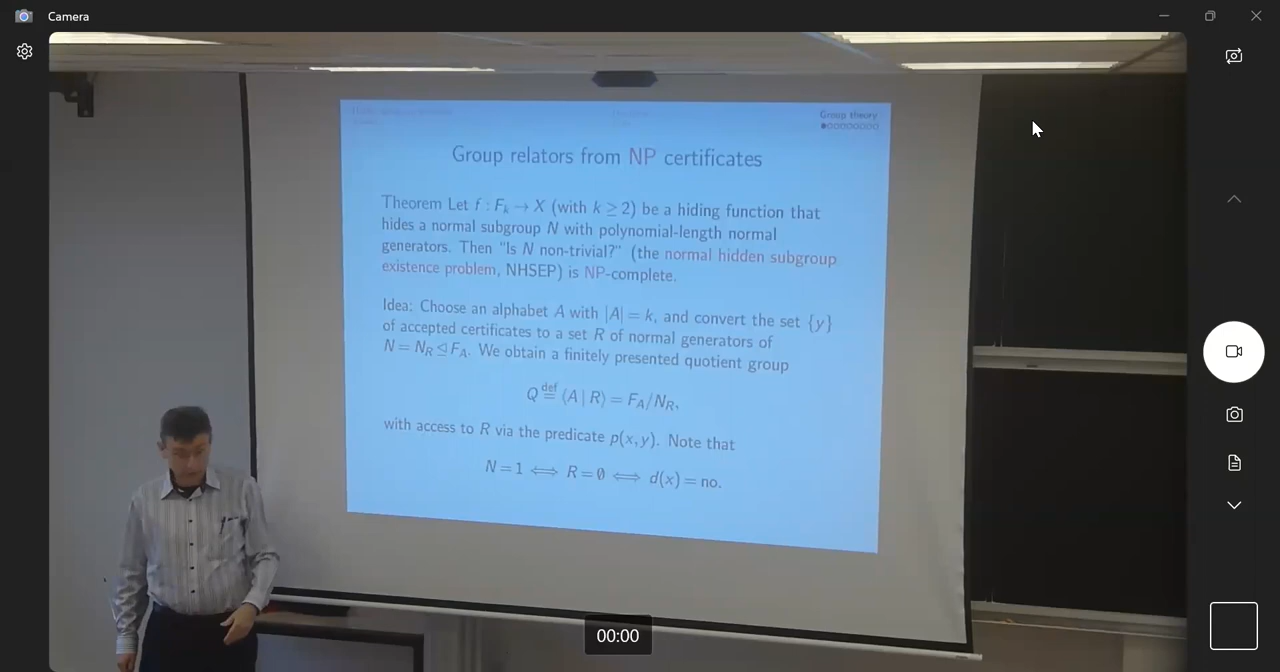 Camera
Group theory
Group relators from NP certificates
Theorem Let f : F_k → X (with k ≥ 2) be a hiding function that
hides a normal subgroup N with polynomial-length normal
generators. Then "Is N non-trivial?" (the normal hidden subgroup
existence problem, NHSEP) is NP-complete.
Idea: Choose an alphabet A with |A| = k, and convert the set {y}
of accepted certificates to a set R of normal generators of
N = N_R ⊴ F_A. We obtain a finitely presented quotient group
Q ≝ ⟨A | R⟩ = F_A/N_R,
with access to R via the predicate p(x, y). Note that
N = 1 ⟺ R = ∅ ⟺ d(x) = no.
00:00